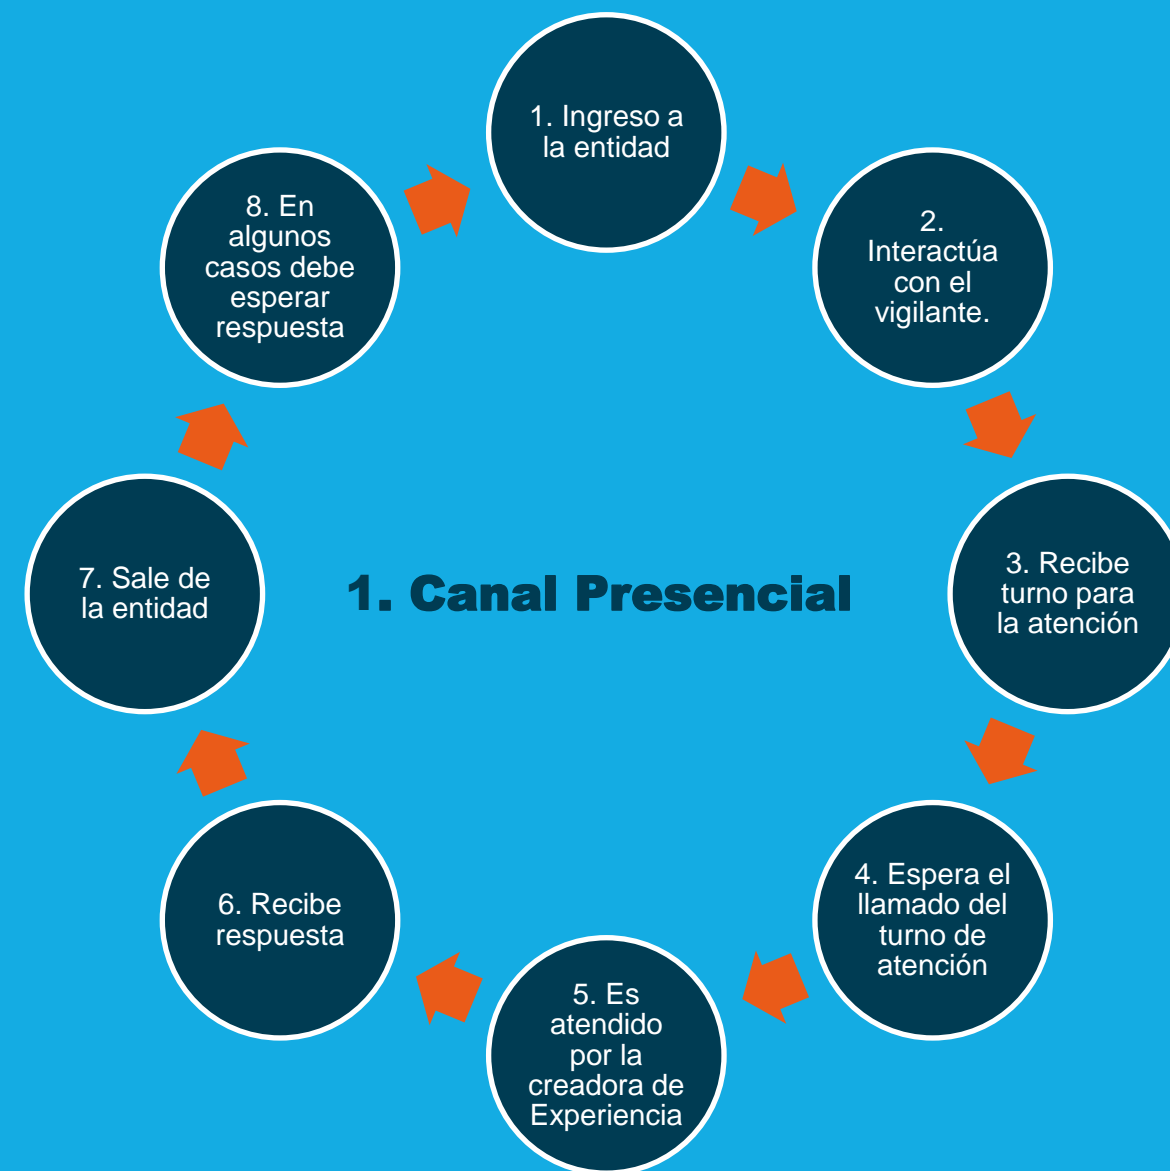 1. Ingreso a
la entidad
2.
Interactúa
con el
vigilante.
3. Recibe
turno para
la atención
4. Espera el
llamado del
turno de
atención
5. Es
atendido
por la
creadora de
Experiencia
6. Recibe
respuesta
7. Sale de
la entidad
8. En
algunos
casos debe
esperar
respuesta
1. Canal Presencial